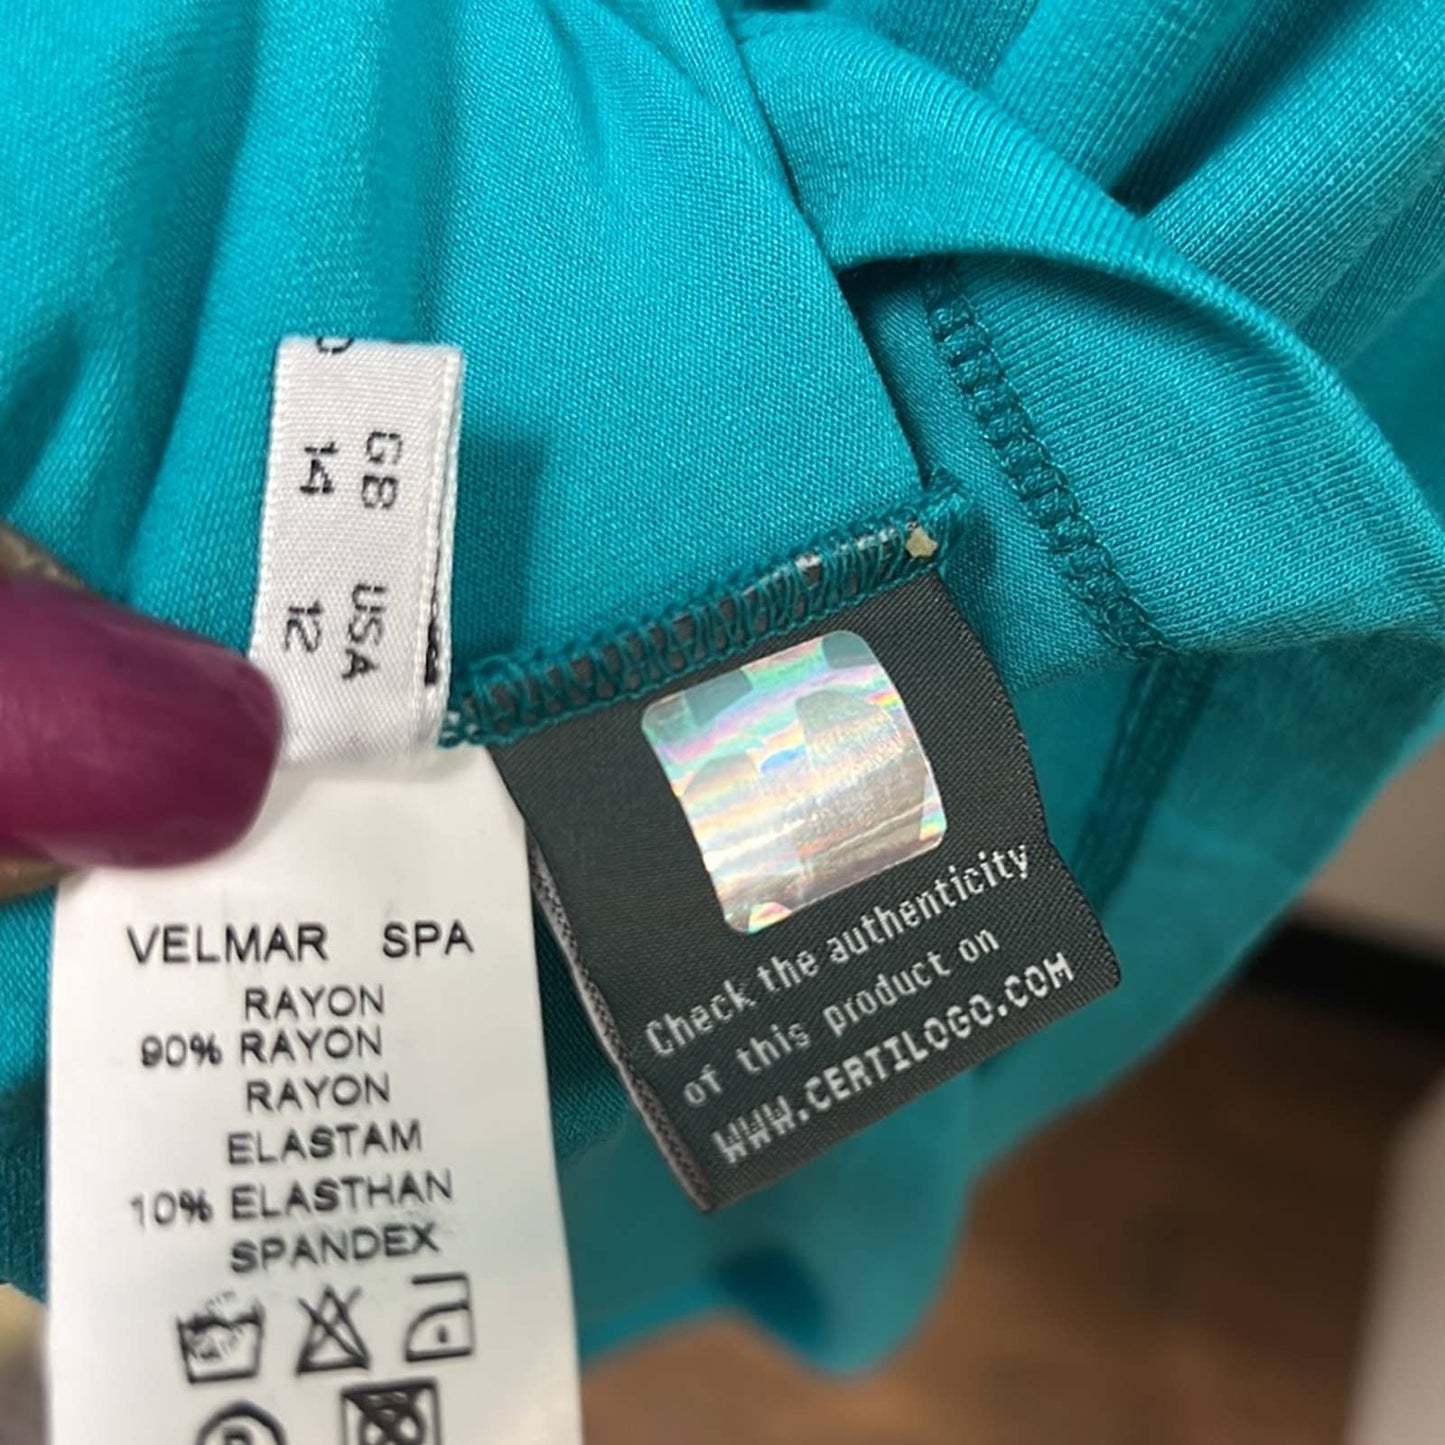 GB USA
14 12
VELMAR SPA
RAYON
90% RAYON
RAYON
ELASTAM
10% ELASTHAN
SPANDEX
Check the authenticity
of this product on
WWW.CERTILOGO.COM